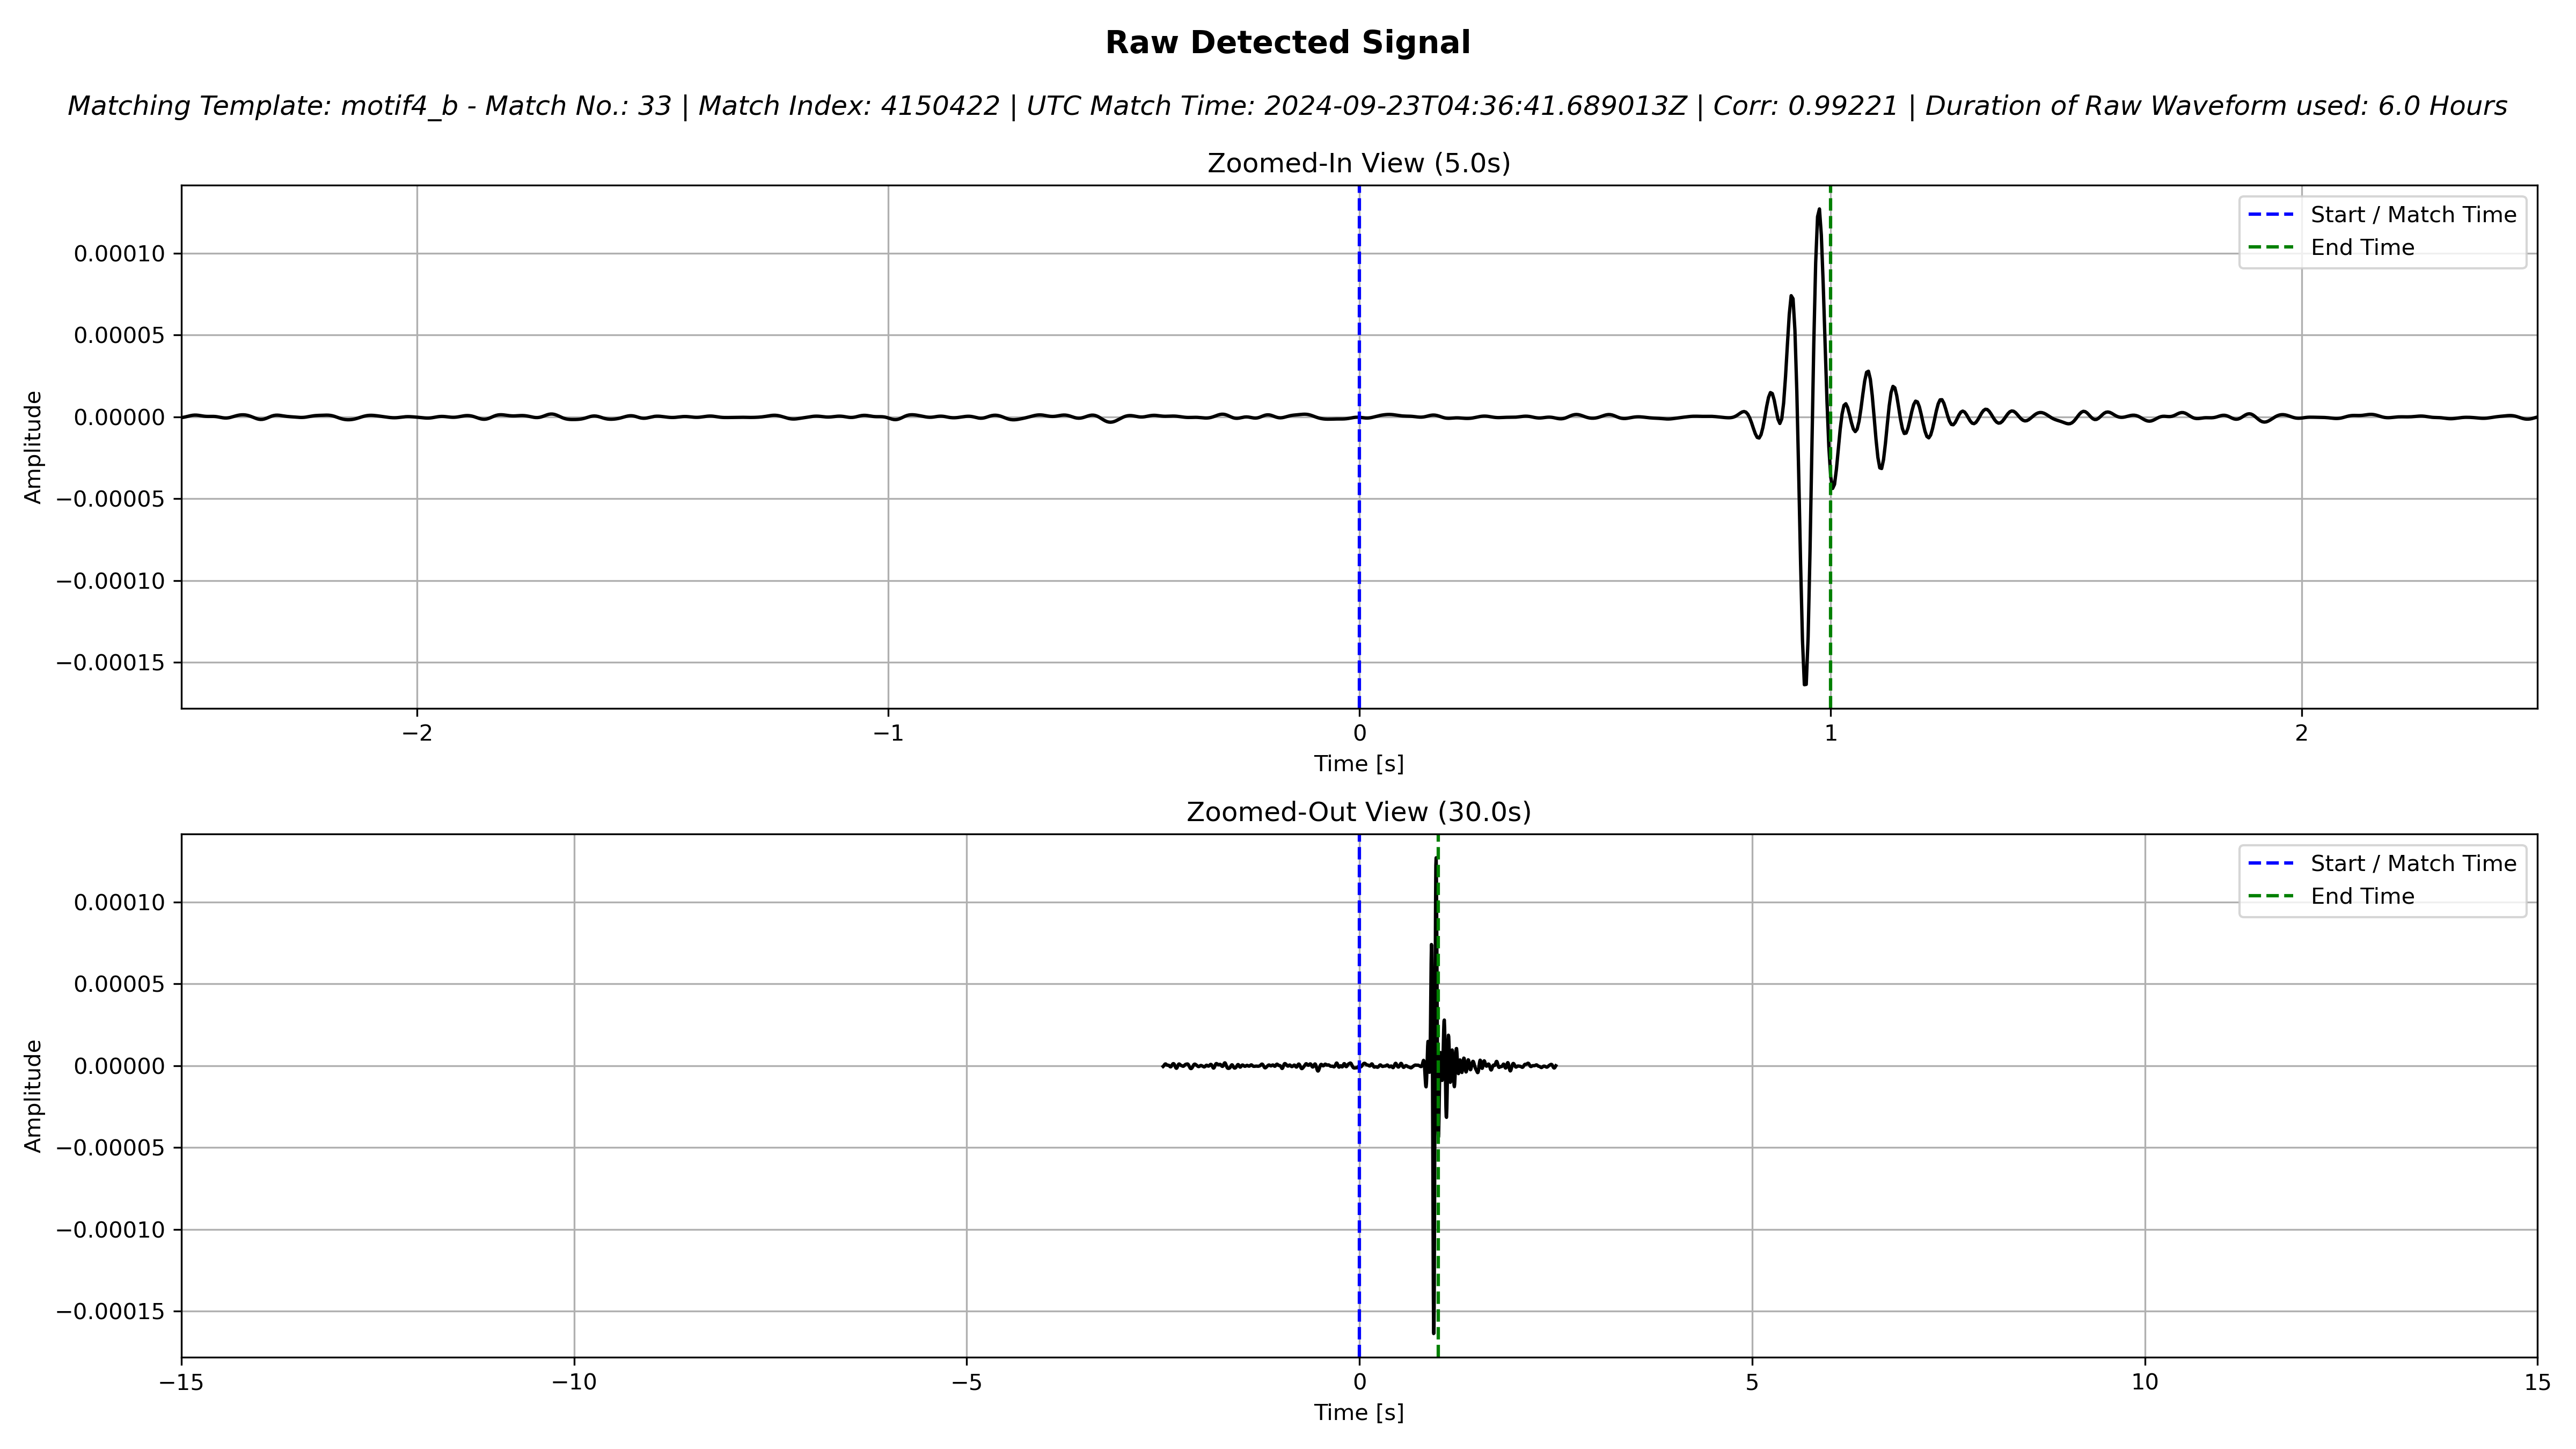 Raw Detected Signal
Matching Template: motif4_b - Match No.: 33 | Match Index: 4150422 | UTC Match Time: 2024-09-23T04:36:41.689013Z | Corr: 0.99221 | Duration of Raw Waveform used: 6.0 Hours
Zoomed-In View (5.0s)
Start / Match Time
End Time
0.00010
0.00005
0.00000
−0.00005
−0.00010
−0.00015
Amplitude
−2 −1 0 1 2
Time [s]
Zoomed-Out View (30.0s)
Start / Match Time
End Time
0.00010
0.00005
0.00000
−0.00005
−0.00010
−0.00015
Amplitude
−15 −10 −5 0 5 10 15
Time [s]